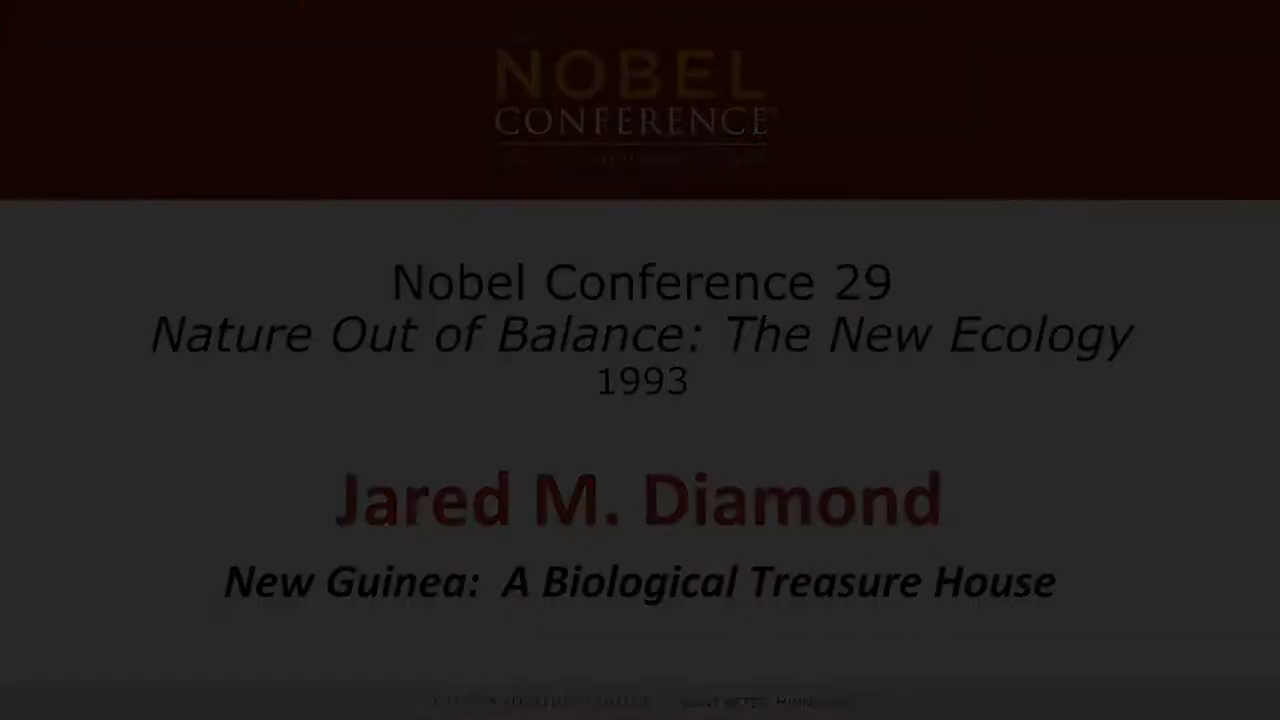 NOBEL
CONFERENCE
Nobel Conference 29
Nature Out of Balance: The New Ecology
1993
Jared M. Diamond
New Guinea: A Biological Treasure House